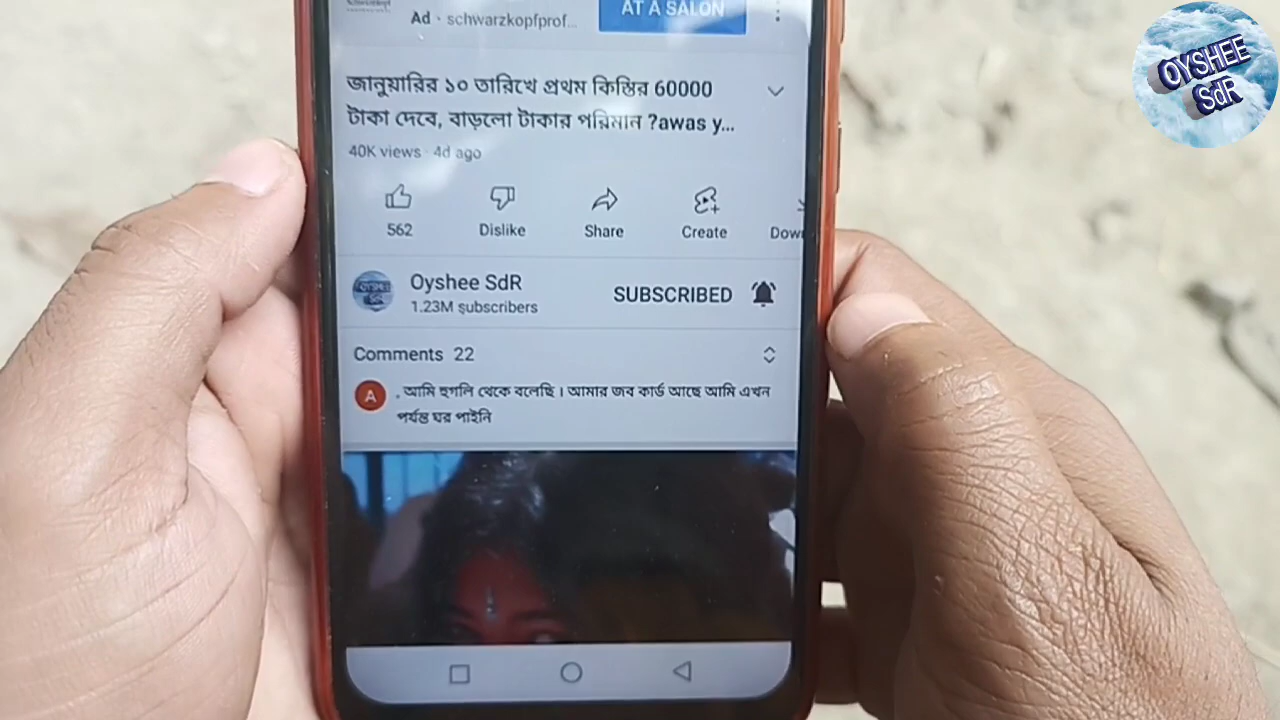 AT A SALON
Ad · schwarzkopfprof...
জানুয়ারির ১০ তারিখে প্রথম কিস্তির 60000
টাকা দেবে, বাড়লো টাকার পরিমান ?awas y...
40K views · 4d ago
562
Dislike
Share
Create
Down
Oyshee SdR
1.23M subscribers
SUBSCRIBED
Comments 22
A
. আমি হুগলি থেকে বলেছি। আমার জব কার্ড আছে আমি এখন
পর্যন্ত ঘর পাইনি
OYSHEE
SdR